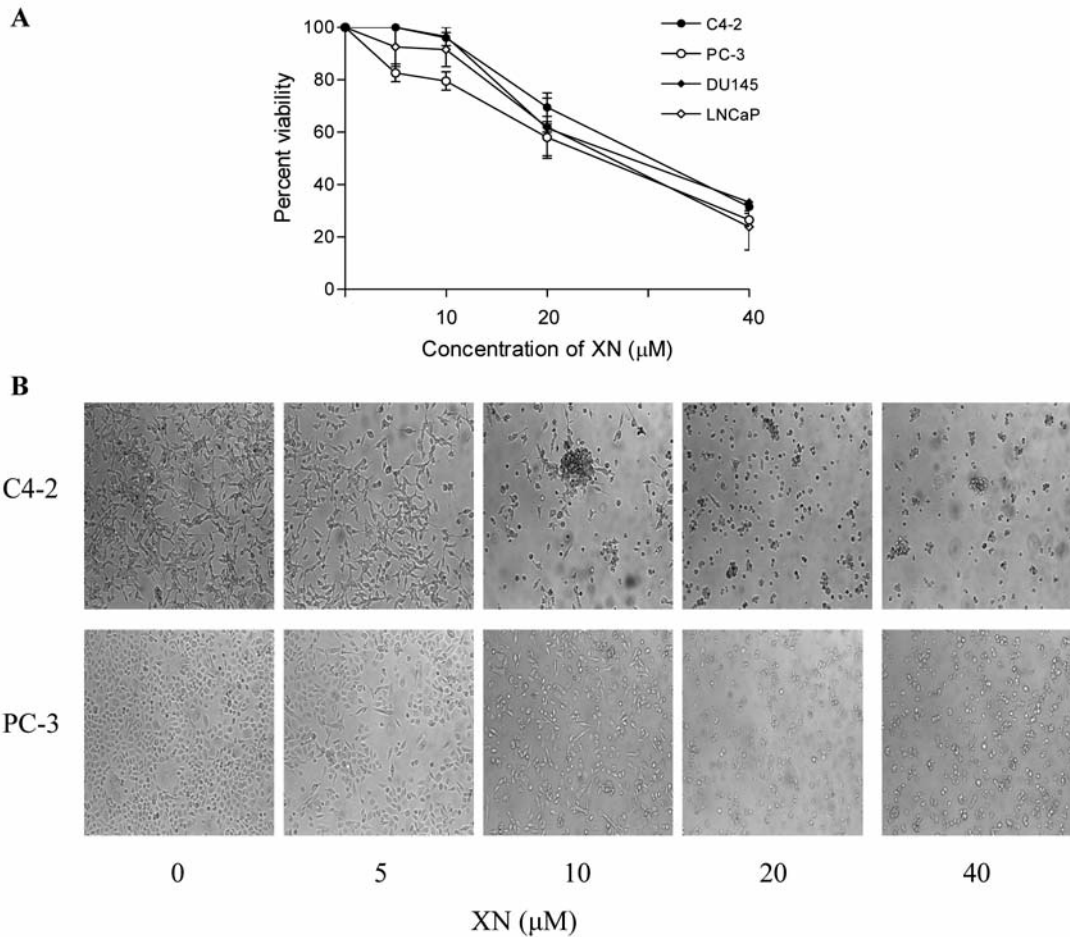 A
C4-2
PC-3
DU145
LNCaP
100
80
60
40
20
0
Percent viability
10
20
40
Concentration of XN (μM)
B
C4-2
PC-3
0
5
10
20
40
XN (μM)